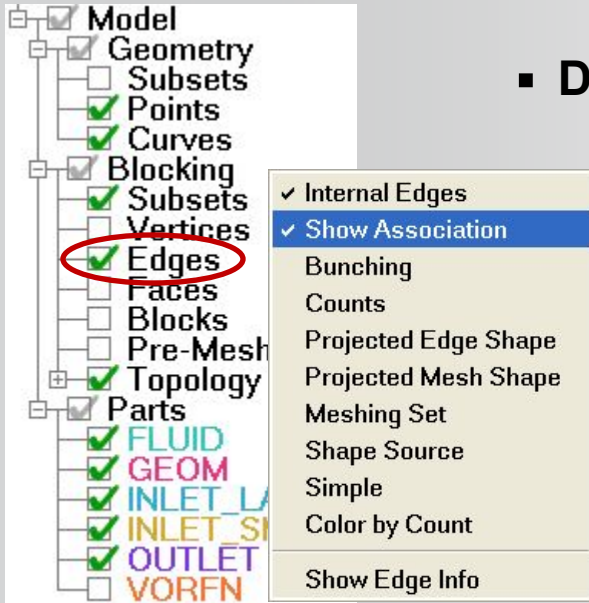 Model
Geometry
Subsets
Points
Curves
Blocking
Subsets
Vertices
Edges
Faces
Blocks
Pre-Mesh
Topology
Parts
FLUID
GEOM
OUTLET
VORFN
Internal Edges
Show Association
Bunching
Counts
Projected Edge Shape
Projected Mesh Shape
Meshing Set
Shape Source
Simple
Color by Count
Show Edge Info